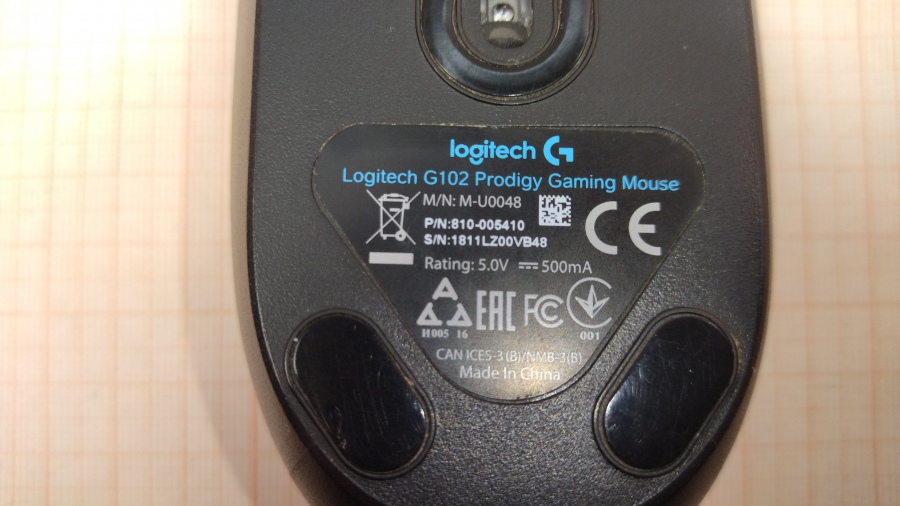 logitech G
Logitech G102 Prodigy Gaming Mouse
M/N: M-U0048
P/N:810-005410
S/N:1811LZ00VB48
CE
Rating: 5.0V ⎓ 500mA
EAC FC
H005 16 001
CAN ICES-3 (B)/NMB-3(B)
Made In China